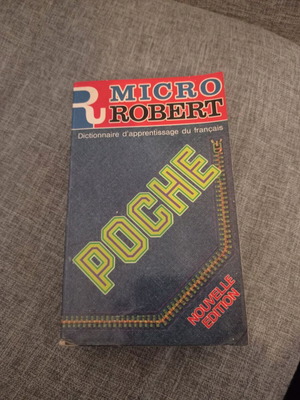 MICRO
ROBERT
Dictionnaire d'apprentissage du français
POCHE
NOUVELLE
EDITION